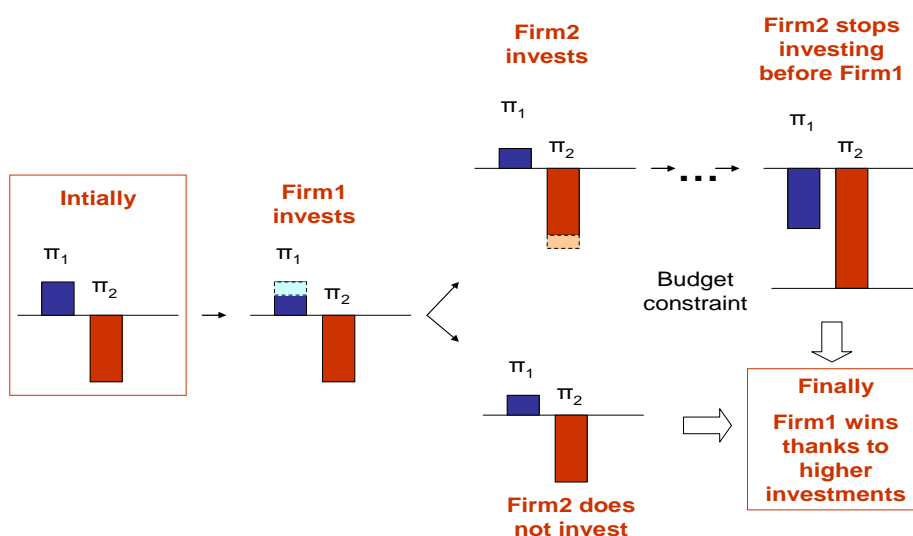 Intially
π1
π2
Firm1
invests
π1
π2
Firm2
invests
π1
π2
...
Firm2 stops
investing
before Firm1
π1
π2
Budget
constraint
π1
π2
Firm2 does
not invest
Finally
Firm1 wins
thanks to
higher
investments